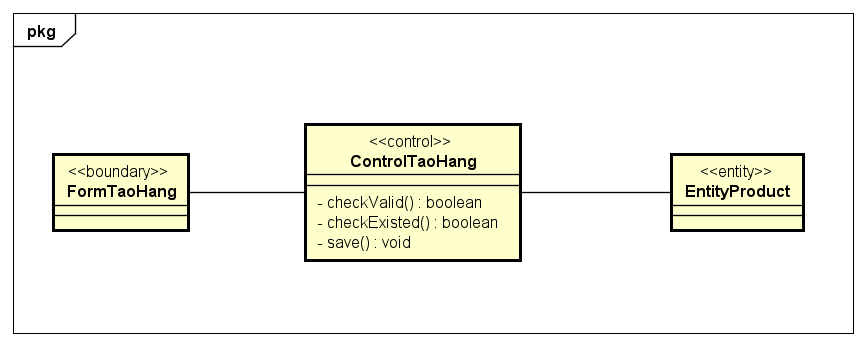 pkg
<<boundary>>
FormTaoHang
<<control>>
ControlTaoHang
- checkValid() : boolean
- checkExisted() : boolean
- save() : void
<<entity>>
EntityProduct